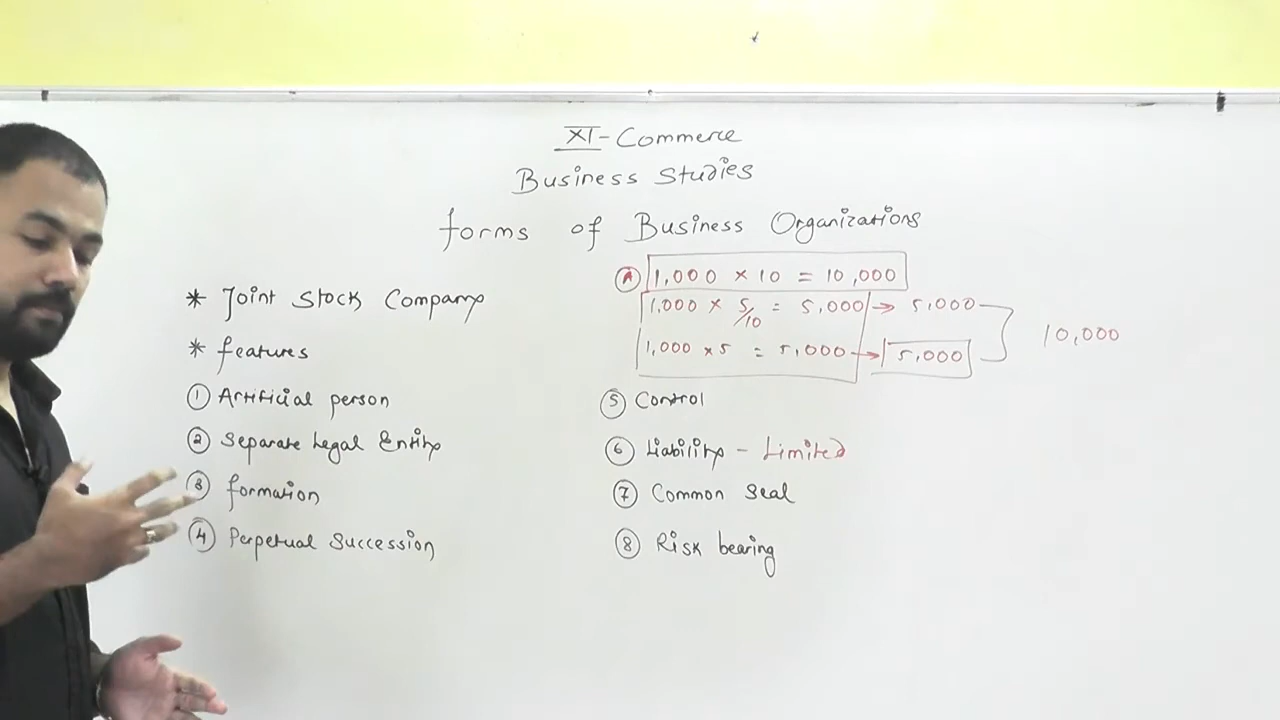 XI - Commerce
Business Studies
forms of Business Organizations
* Joint Stock Company
* features
① Artificial person
② Separate Legal Entity
③ formation
④ Perpetual Succession
Ⓐ 1,000 × 10 = 10,000
1,000 × 5/10 = 5,000 → 5,000
1,000 × 5 = 5,000 → 5,000
10,000
⑤ Control
⑥ Liability - Limited
⑦ Common Seal
⑧ Risk bearing